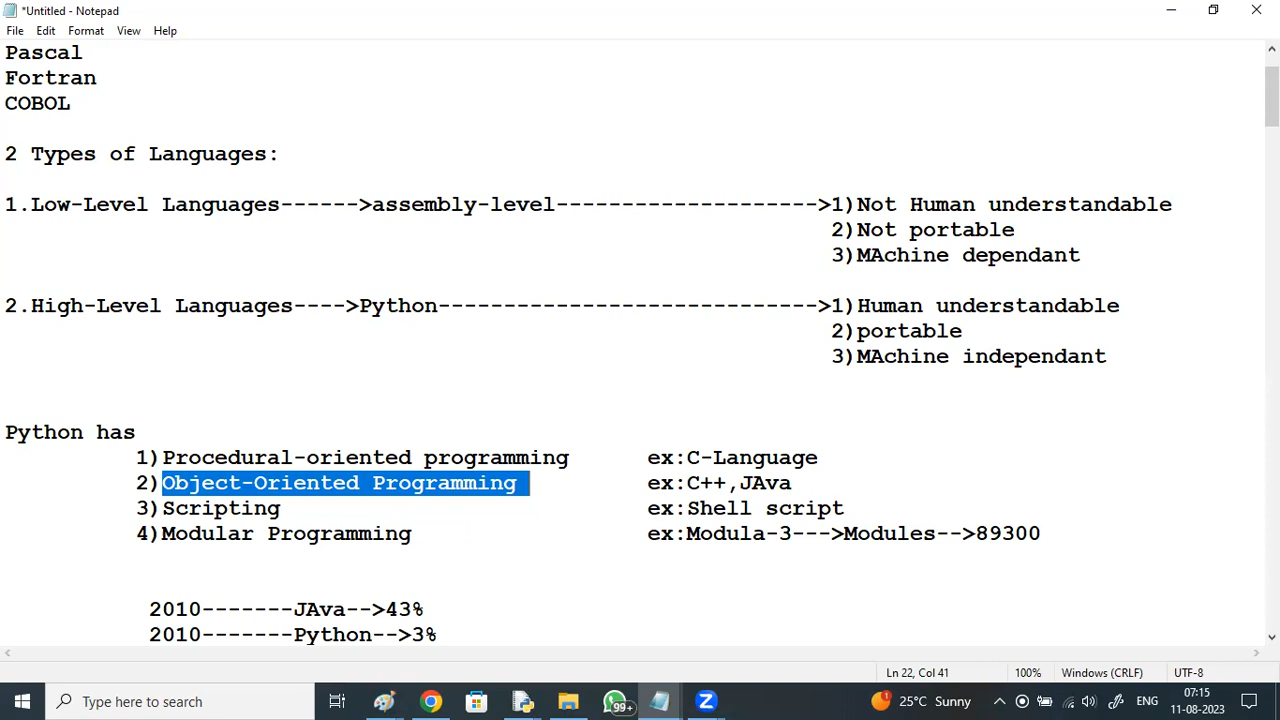 *Untitled - Notepad
File Edit Format View Help
Pascal
Fortran
COBOL
2 Types of Languages:
1.Low-Level Languages------>assembly-level-------------------->1)Not Human understandable
2)Not portable
3)MAchine dependant
2.High-Level Languages---->Python----------------------------->1)Human understandable
2)portable
3)MAchine independant
Python has
1)Procedural-oriented programming ex:C-Language
2)Object-Oriented Programming ex:C++,JAva
3)Scripting ex:Shell script
4)Modular Programming ex:Modula-3--->Modules-->89300
2010-------JAva-->43%
2010-------Python-->3%
Ln 22, Col 41 100% Windows (CRLF) UTF-8
Type here to search 99+ 25°C Sunny ENG 07:15
11-08-2023